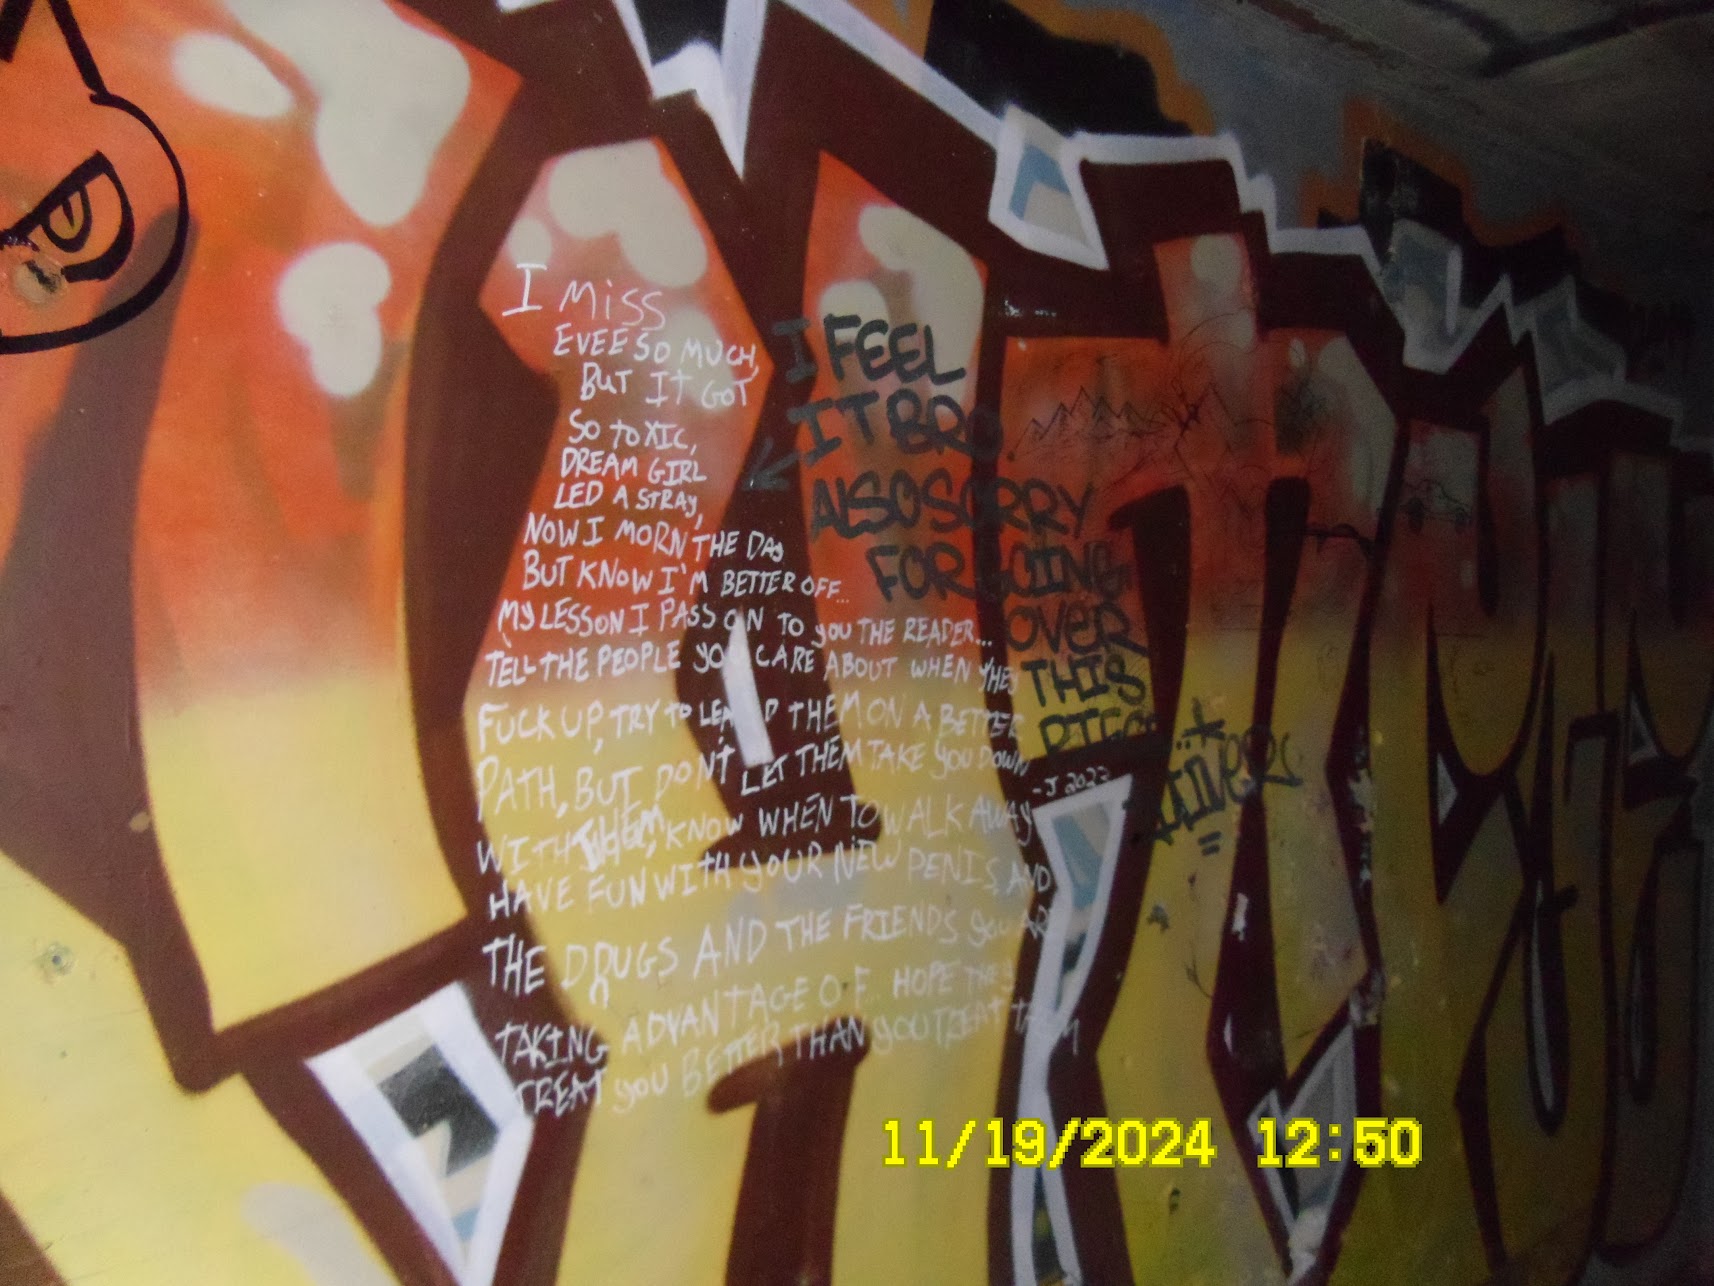 I MiSS
EVEE SO MUCH,
BUT IT GOT
SO TOXIC,
DREAM GIRL
LED A STRAy,
NOW I MORN THE DAy
BUT KNOW I'M BETTER OFF...
My LESSON I PASS ON TO yOU THE READER...
TELL THE PEOPLE yOU CARE ABOUT WHEN yHEy
FUCK UP, TRY TO LEAD THEM ON A BETTER
PATH, BUT DON'T LET THEM TAKE yOU DOWN
WITH THEM, KNOW WHEN TO WALK AWAy
HAVE FUN WITH yOUR NEW PENIS, AND
THE DRUGS AND THE FRIENDS yOU ARE
TAKING ADVANTAGE OF... HOPE THEy
TREAT yOU BETTER THAN yOU TREAT THEM
-J 2023
I FEEL
IT BRO
ALSO SORRY
FOR GOING
OVER
THIS
11/19/2024 12:50